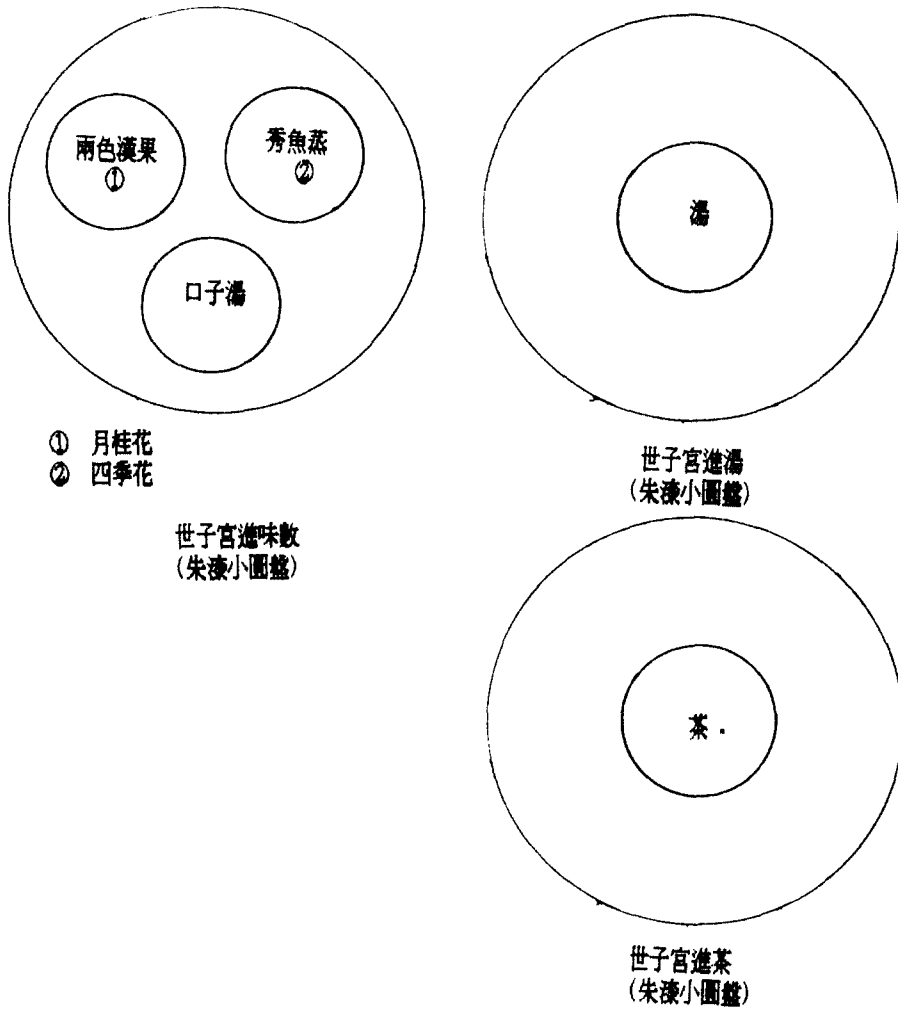 兩色漢果
①
秀魚蒸
②
口子湯
① 月桂花
② 四季花
世子宮進味數
(朱漆小圓盤)
湯
世子宮進湯
(朱漆小圓盤)
茶
世子宮進茶
(朱漆小圓盤)